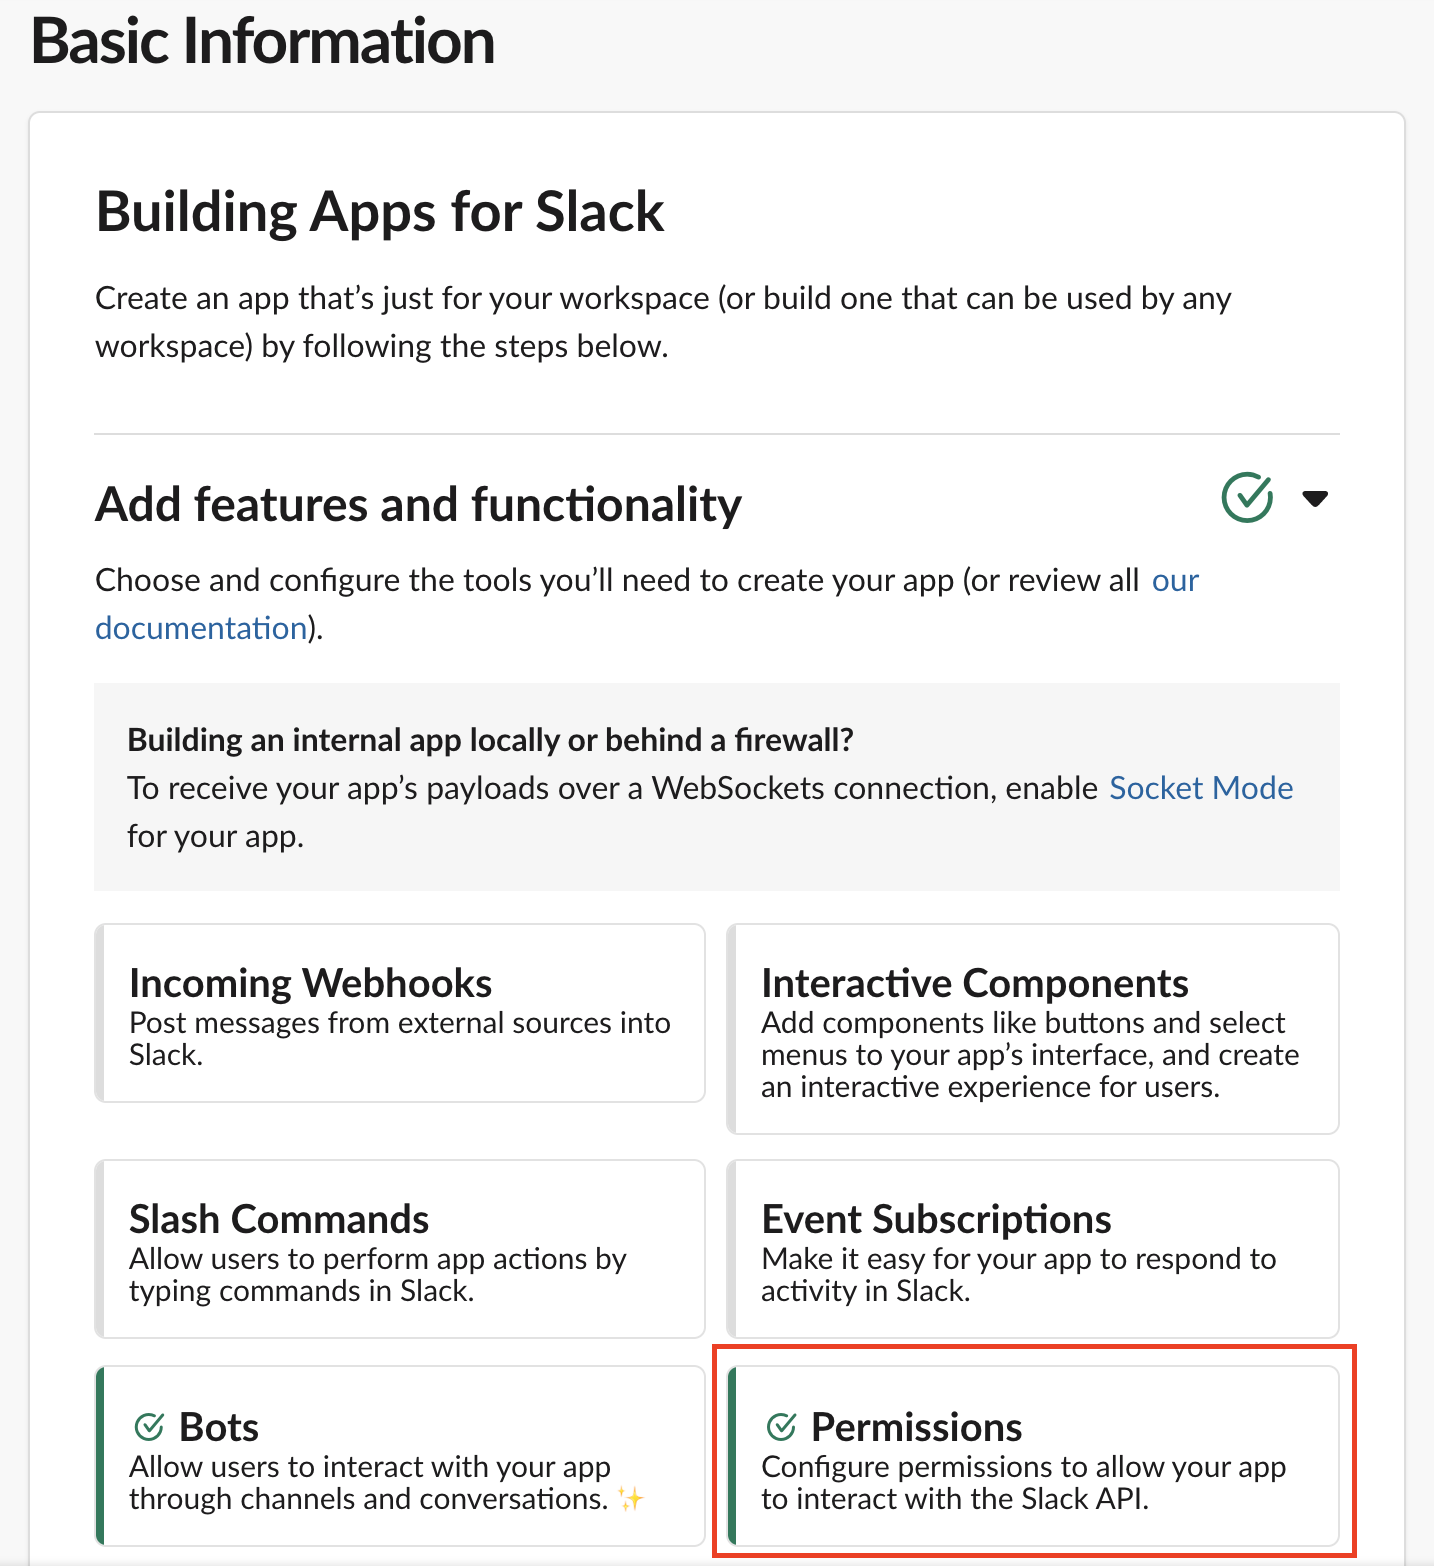 Basic Information
Building Apps for Slack
Create an app that’s just for your workspace (or build one that can be used by any
workspace) by following the steps below.
Add features and functionality
Choose and configure the tools you’ll need to create your app (or review all our
documentation).
Building an internal app locally or behind a firewall?
To receive your app’s payloads over a WebSockets connection, enable Socket Mode
for your app.
Incoming Webhooks
Post messages from external sources into
Slack.
Interactive Components
Add components like buttons and select
menus to your app’s interface, and create
an interactive experience for users.
Slash Commands
Allow users to perform app actions by
typing commands in Slack.
Event Subscriptions
Make it easy for your app to respond to
activity in Slack.
Bots
Allow users to interact with your app
through channels and conversations. ✨
Permissions
Configure permissions to allow your app
to interact with the Slack API.